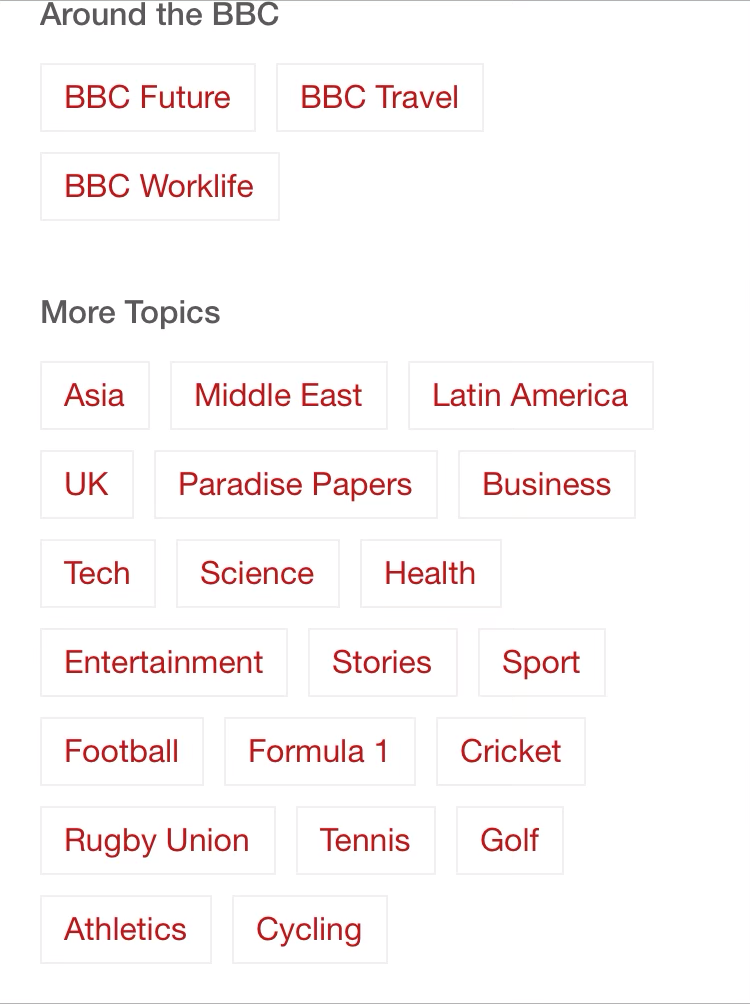 Around the BBC
BBC Future BBC Travel
BBC Worklife
More Topics
Asia Middle East Latin America
UK Paradise Papers Business
Tech Science Health
Entertainment Stories Sport
Football Formula 1 Cricket
Rugby Union Tennis Golf
Athletics Cycling